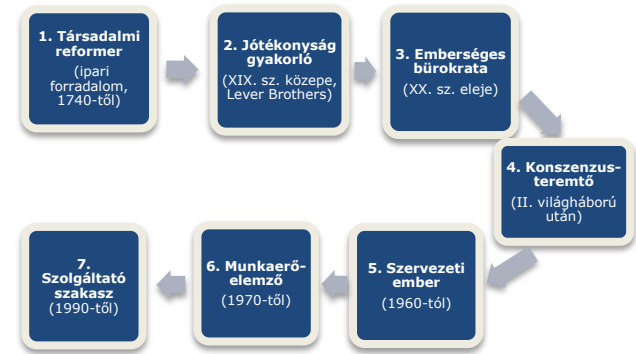 1. Társadalmi
reformer
(ipari
forradalom,
1740-től)
2. Jótékonyság
gyakorló
(XIX. sz. közepe,
Lever Brothers)
3. Emberséges
bürokrata
(XX. sz. eleje)
4. Konszenzus-
teremtő
(II. világháború
után)
5. Szervezeti
ember
(1960-tól)
6. Munkaerő-
elemző
(1970-től)
7.
Szolgáltató
szakasz
(1990-től)